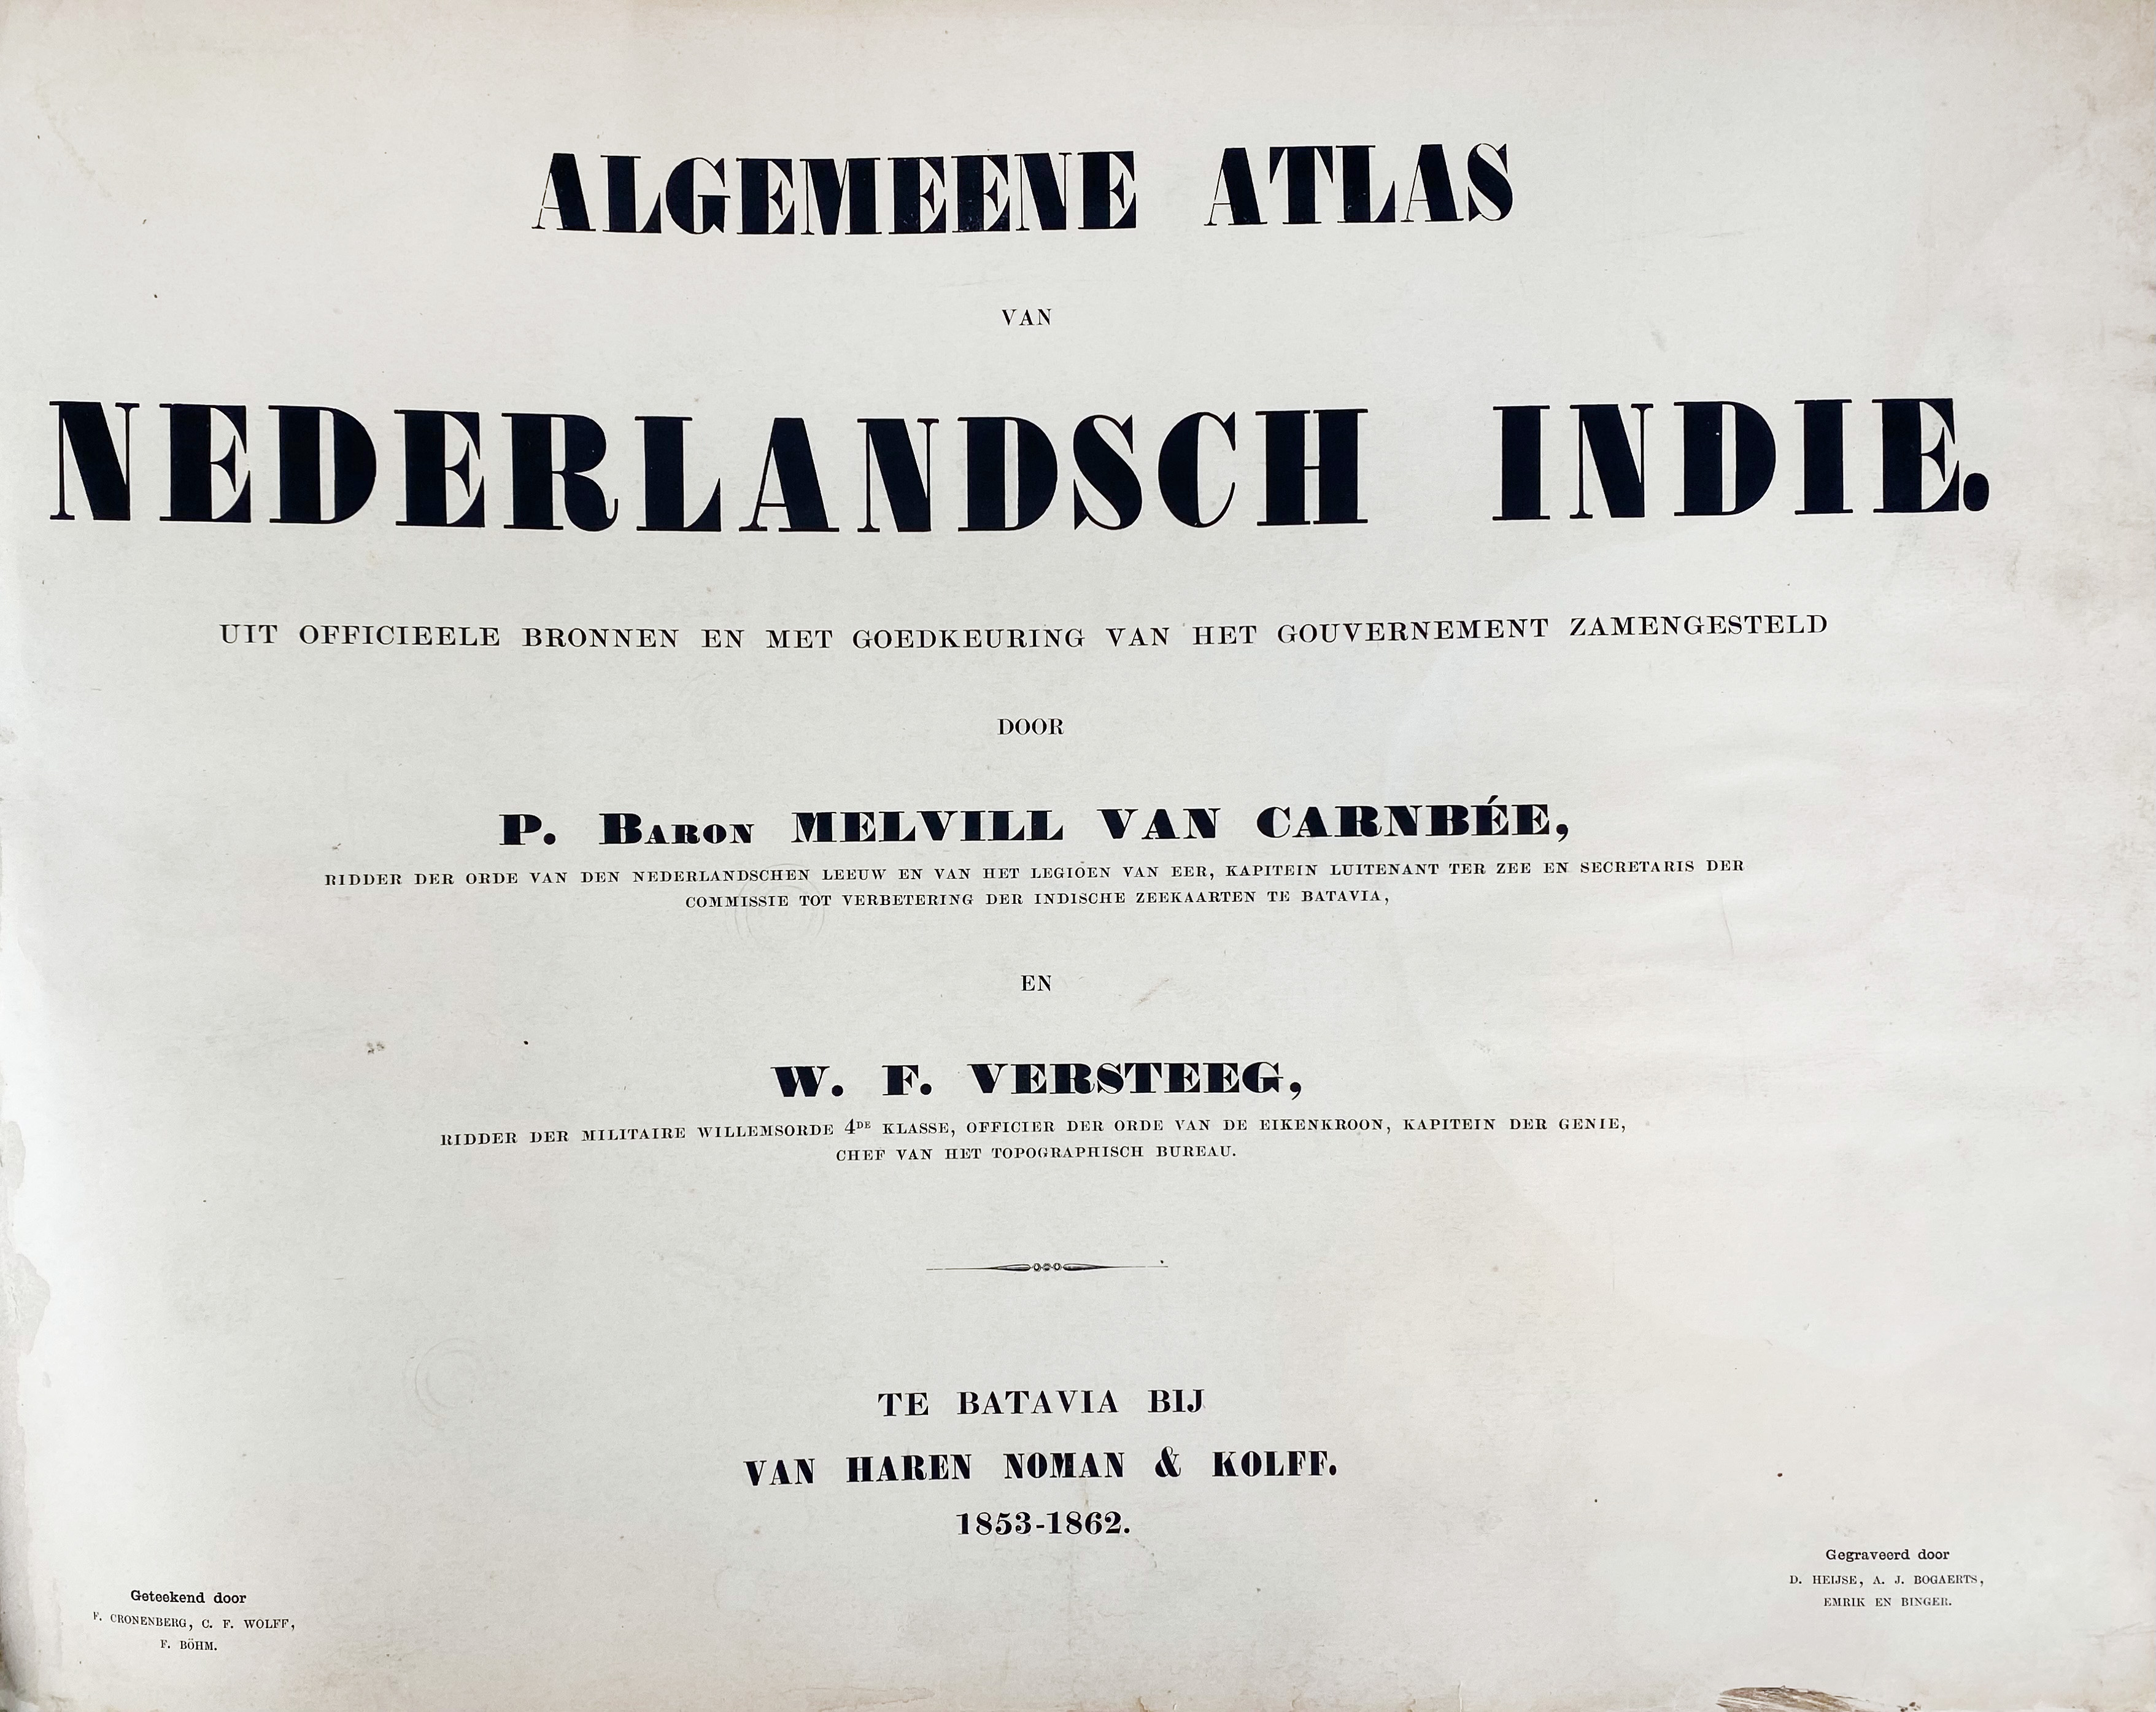 ALGEMEENE ATLAS
VAN
NEDERLANDSCH INDIE.
UIT OFFICIEELE BRONNEN EN MET GOEDKEURING VAN HET GOUVERNEMENT ZAMENGESTELD
DOOR
P. BARON MELVILL VAN CARNBÉE,
RIDDER DER ORDE VAN DEN NEDERLANDSCHEN LEEUW EN VAN HET LEGIOEN VAN EER, KAPITEIN LUITENANT TER ZEE EN SECRETARIS DER
COMMISSIE TOT VERBETERING DER INDISCHE ZEEKAARTEN TE BATAVIA,
EN
W. F. VERSTEEG,
RIDDER DER MILITAIRE WILLEMSORDE 4DE KLASSE, OFFICIER DER ORDE VAN DE EIKENKROON, KAPITEIN DER GENIE,
CHEF VAN HET TOPOGRAPHISCH BUREAU.
TE BATAVIA BIJ
VAN HAREN NOMAN & KOLFF.
1853-1862.
Geteekend door
F. CRONENBERG, C. F. WOLFF,
F. BÖHM.
Gegraveerd door
D. HEIJSE, A. J. BOGAERTS,
EMRIK EN BINGER.